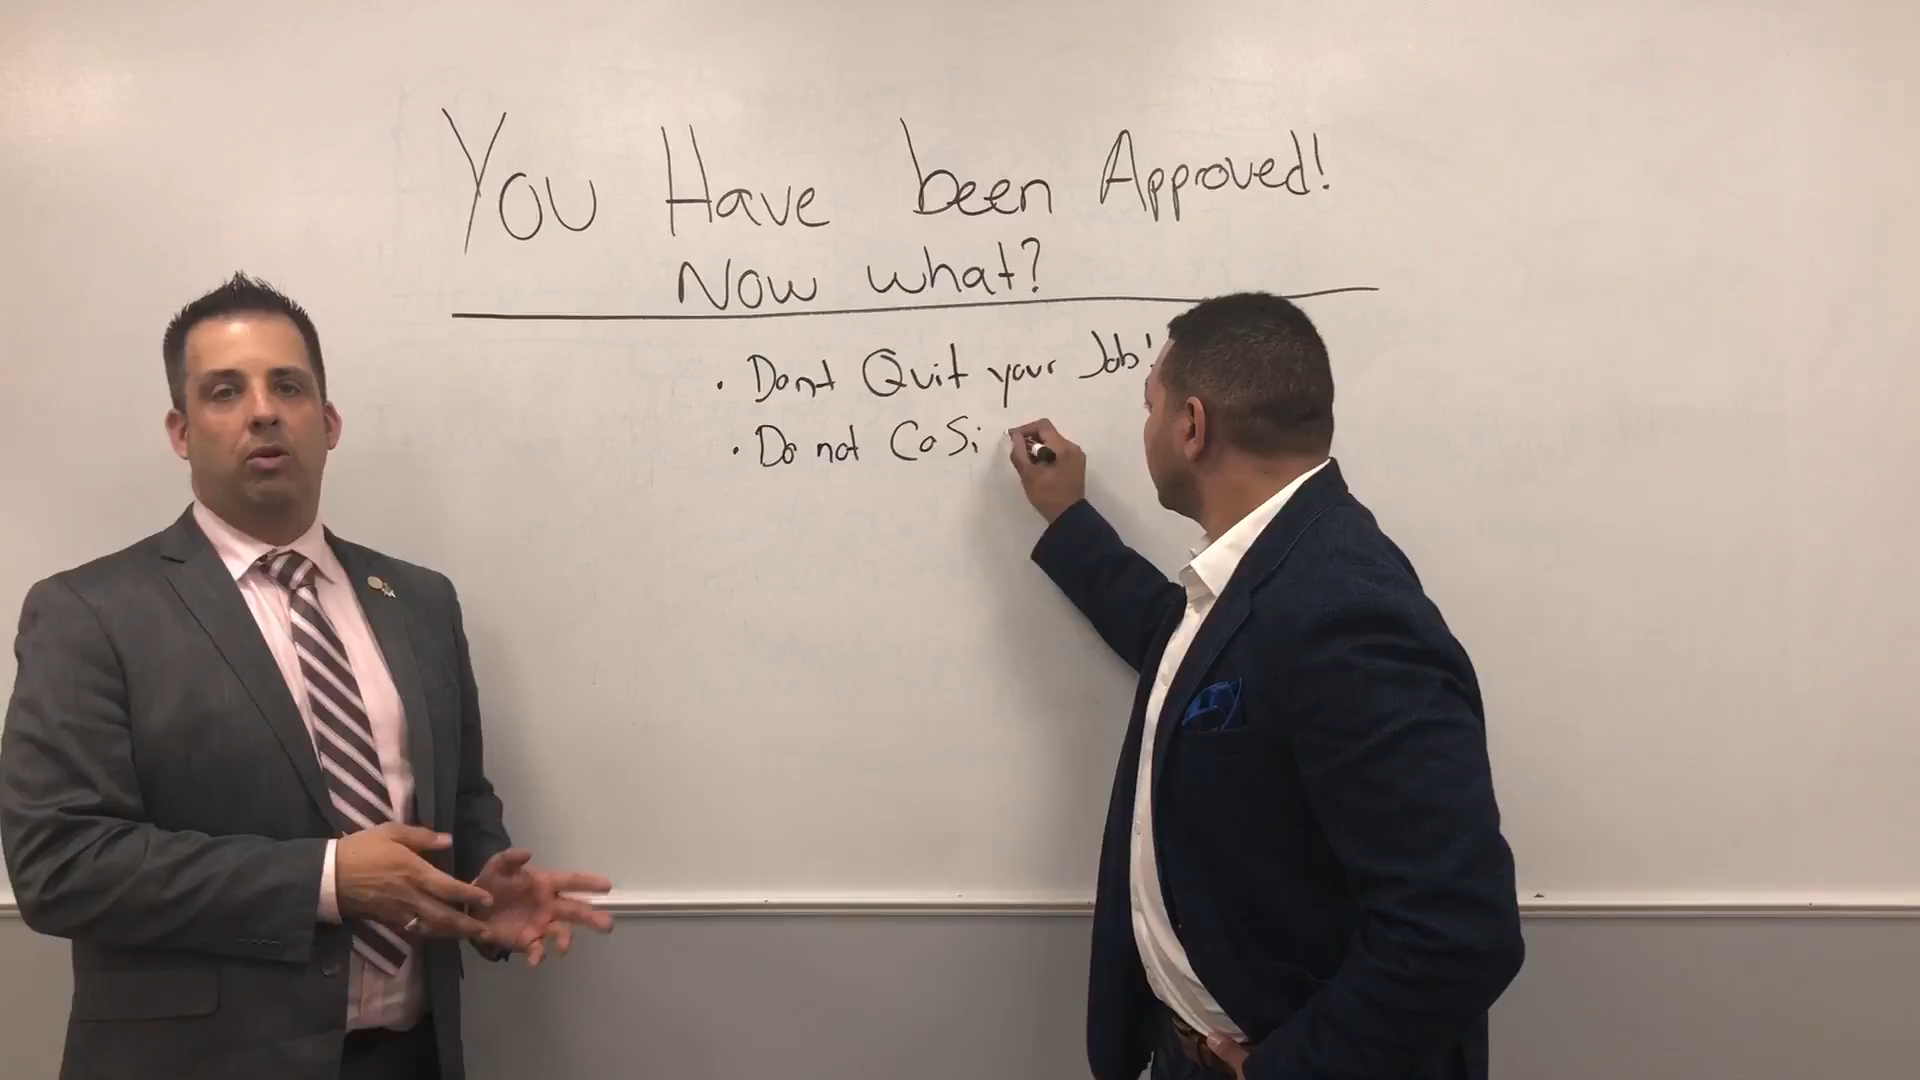 You Have been Approved!
Now what?
• Dont Quit your Job!
• Do not CoSi